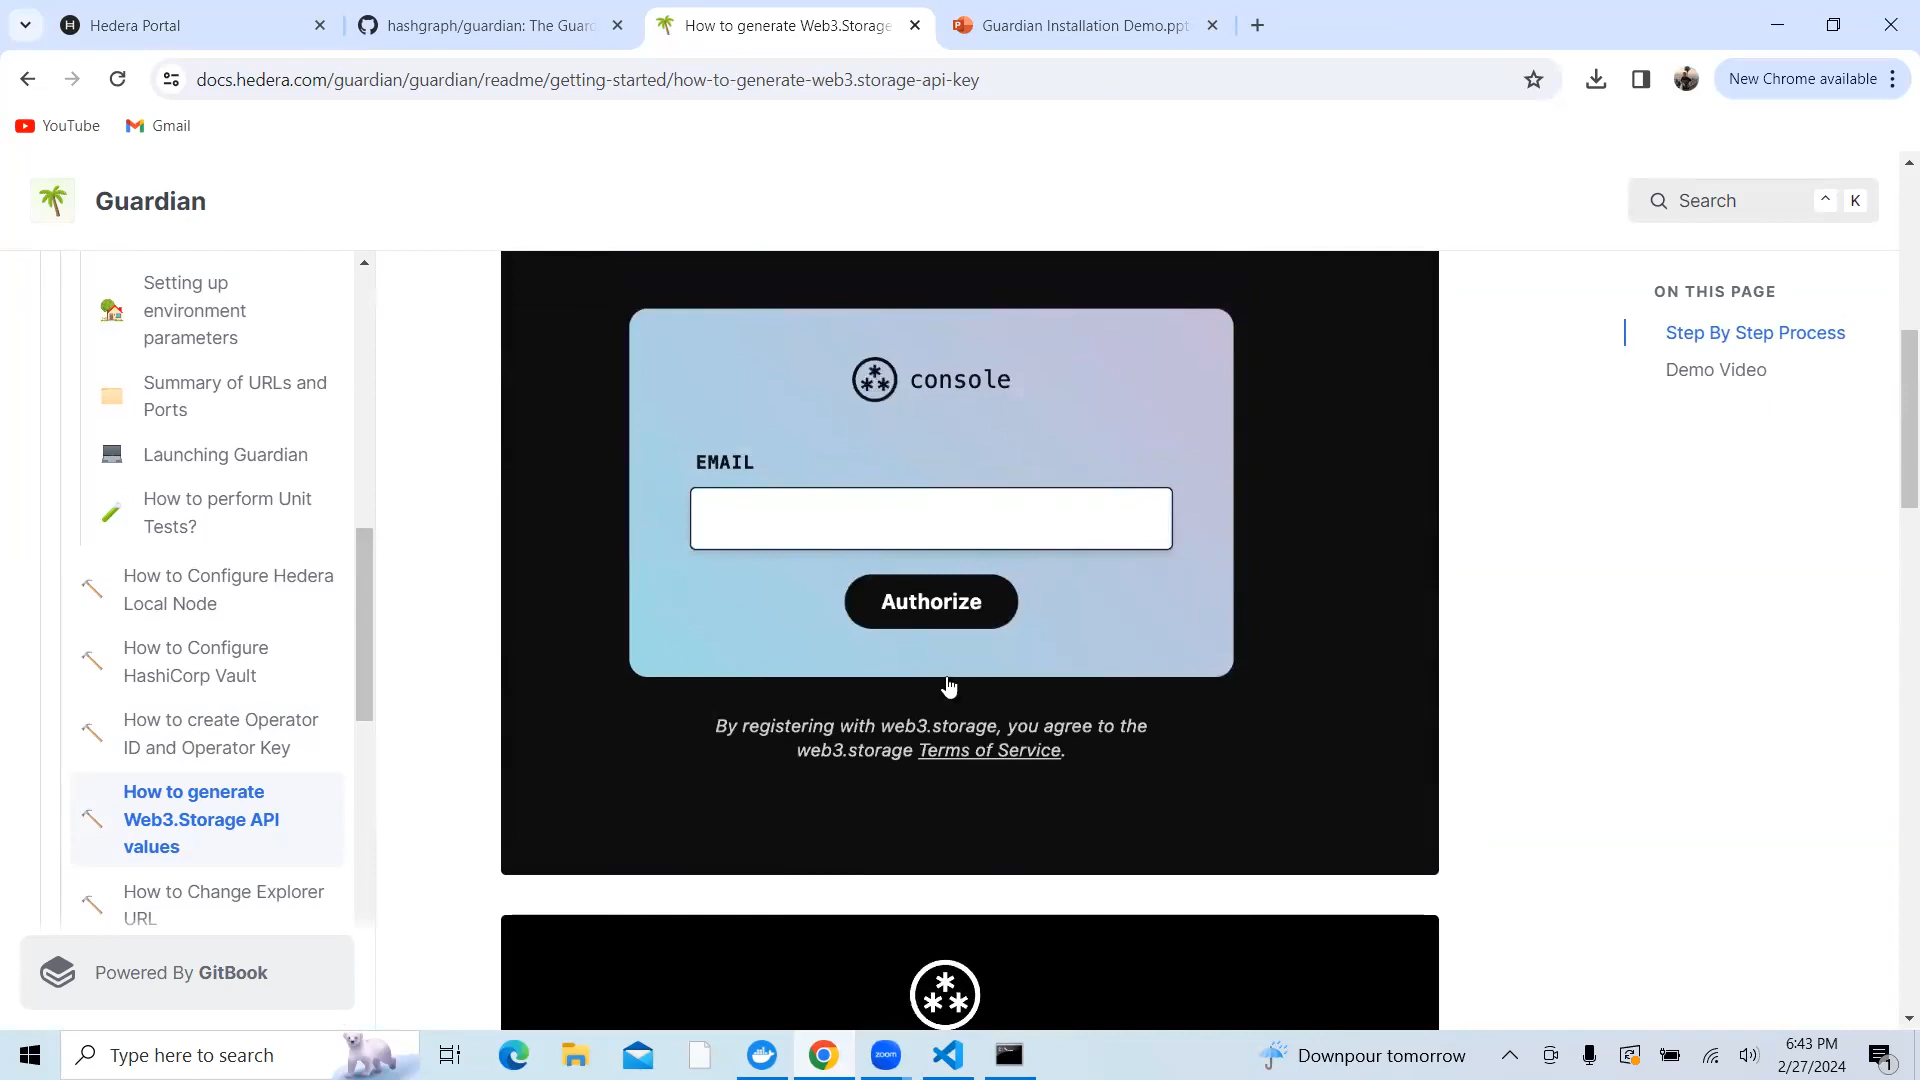 Hedera Portal
hashgraph/guardian: The Guar
How to generate Web3.Storage
Guardian Installation Demo.ppt
docs.hedera.com/guardian/guardian/readme/getting-started/how-to-generate-web3.storage-api-key
New Chrome available
YouTube
Gmail
Guardian
Search
^ K
Setting up
environment
parameters
Summary of URLs and
Ports
Launching Guardian
How to perform Unit
Tests?
How to Configure Hedera
Local Node
How to Configure
HashiCorp Vault
How to create Operator
ID and Operator Key
How to generate
Web3.Storage API
values
How to Change Explorer
URL
Powered By GitBook
console
EMAIL
Authorize
By registering with web3.storage, you agree to the
web3.storage Terms of Service.
ON THIS PAGE
Step By Step Process
Demo Video
Type here to search
zoom
Downpour tomorrow
6:43 PM
2/27/2024
1